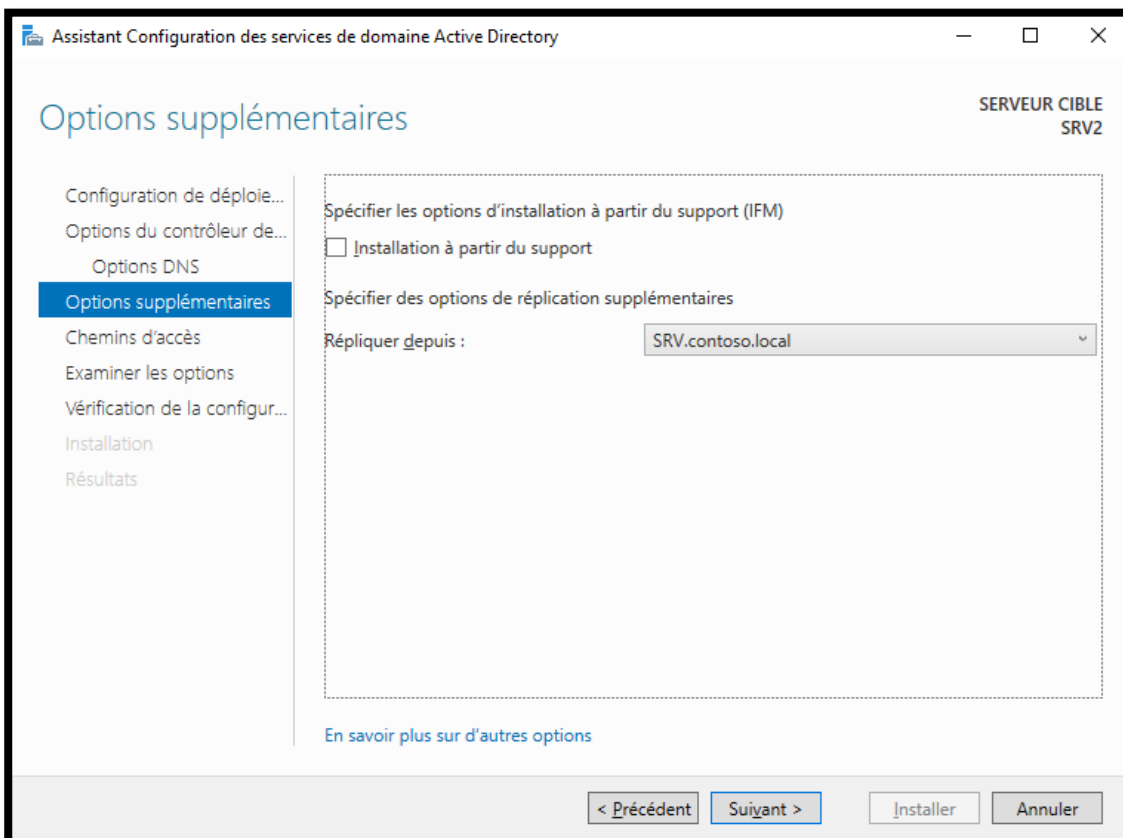 Assistant Configuration des services de domaine Active Directory
Options supplémentaires
SERVEUR CIBLE
SRV2
Configuration de déploie...
Options du contrôleur de...
Options DNS
Options supplémentaires
Chemins d’accès
Examiner les options
Vérification de la configur...
Installation
Résultats
Spécifier les options d’installation à partir du support (IFM)
Installation à partir du support
Spécifier des options de réplication supplémentaires
Répliquer depuis :
SRV.contoso.local
En savoir plus sur d'autres options
< Précédent
Suivant >
Installer
Annuler